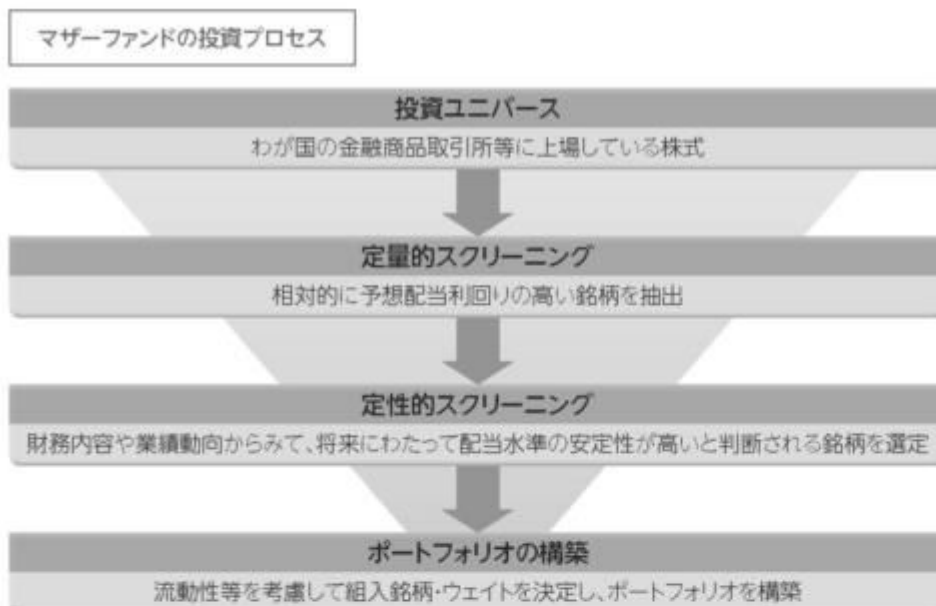 マザーファンドの投資プロセス
投資ユニバース
わが国の金融商品取引所等に上場している株式
定量的スクリーニング
相対的に予想配当利回りの高い銘柄を抽出
定性的スクリーニング
財務内容や業績動向からみて、将来にわたって配当水準の安定性が高いと判断される銘柄を選定
ポートフォリオの構築
流動性等を考慮して組入銘柄・ウェイトを決定し、ポートフォリオを構築